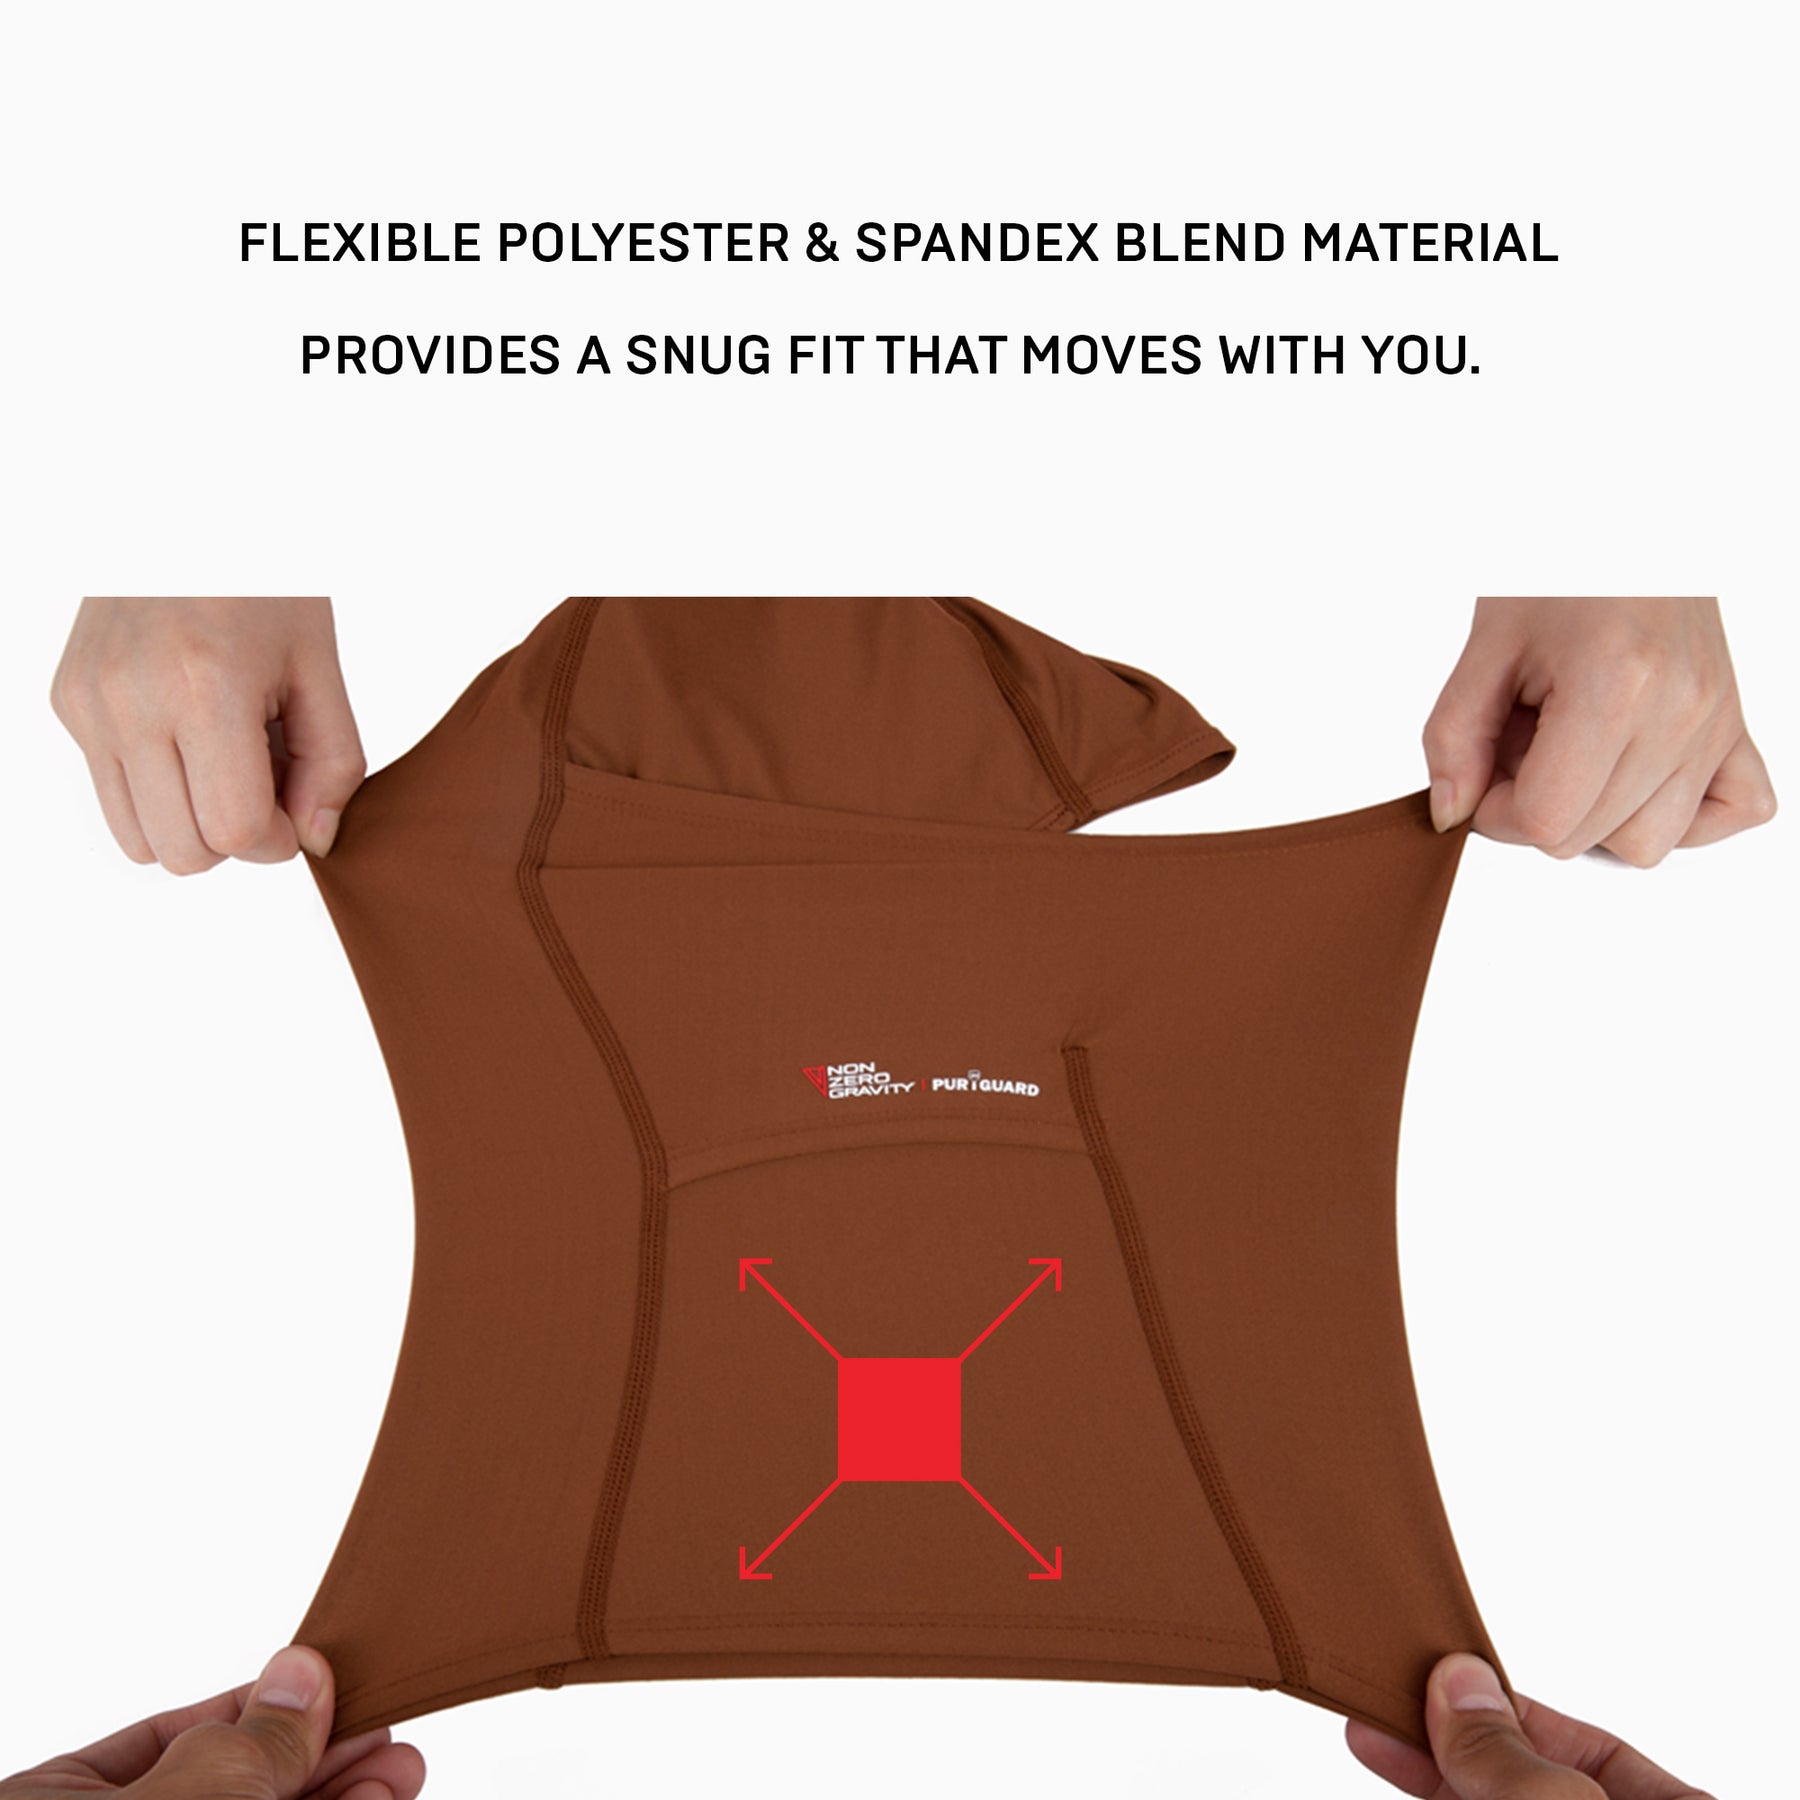 FLEXIBLE POLYESTER & SPANDEX BLEND MATERIAL
PROVIDES A SNUG FIT THAT MOVES WITH YOU.
NON
ZERO
GRAVITY | PURIGUARD